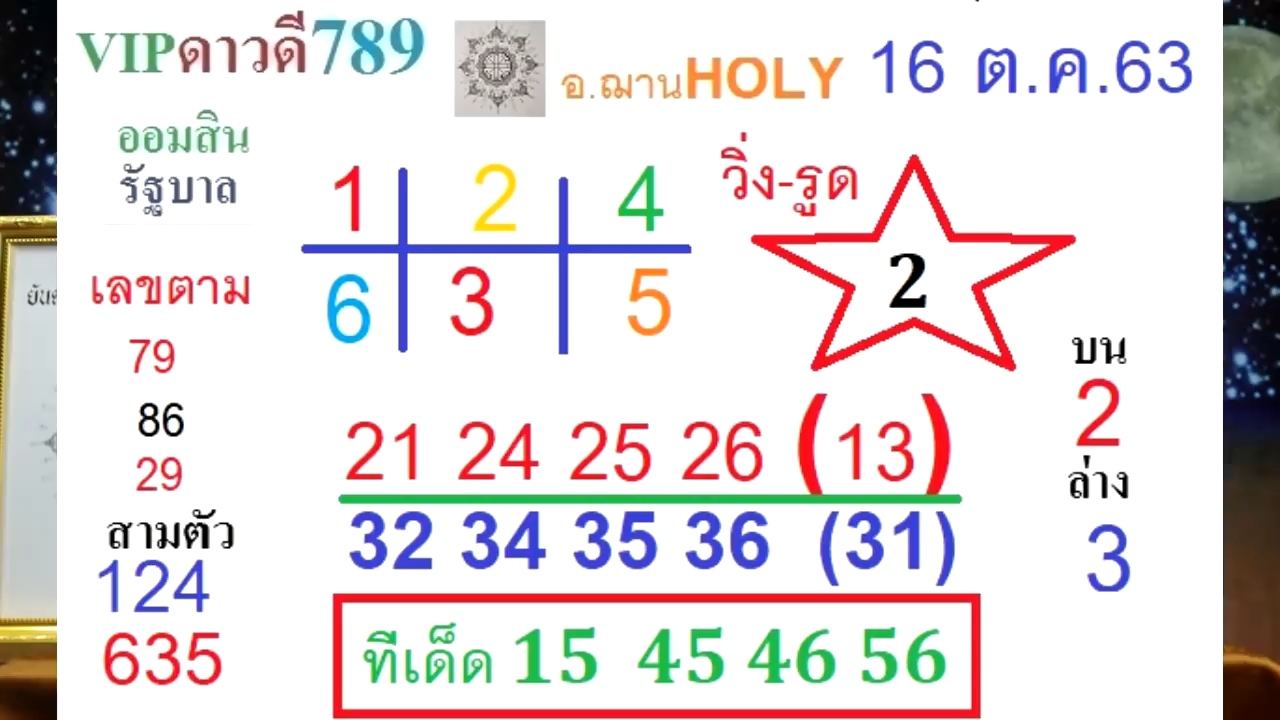 VIPดาวดี789
อ.ฌานHOLY 16 ต.ค.63
ออมสิน
รัฐบาล
1 2 4
6 3 5
วิ่ง-รูด
2
เลขตาม
79
86
29
สามตัว
124
635
21 24 25 26 (13)
32 34 35 36 (31)
ทีเด็ด 15 45 46 56
บน
2
ล่าง
3